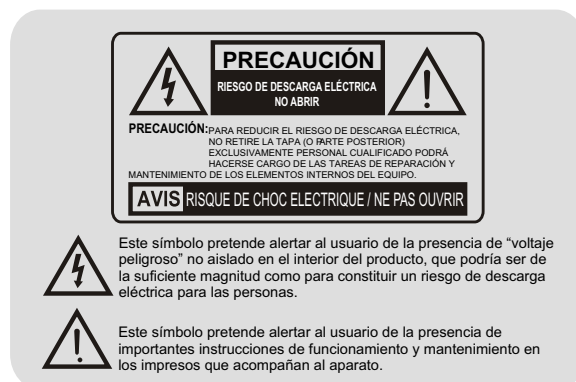 PRECAUCIÓN
RIESGO DE DESCARGA ELÉCTRICA
NO ABRIR
PRECAUCIÓN: PARA REDUCIR EL RIESGO DE DESCARGA ELÉCTRICA,
NO RETIRE LA TAPA (O PARTE POSTERIOR)
EXCLUSIVAMENTE PERSONAL CUALIFICADO PODRÁ
HACERSE CARGO DE LAS TAREAS DE REPARACIÓN Y
MANTENIMIENTO DE LOS ELEMENTOS INTERNOS DEL EQUIPO.
AVIS RISQUE DE CHOC ELECTRIQUE / NE PAS OUVRIR
Este símbolo pretende alertar al usuario de la presencia de “voltaje
peligroso” no aislado en el interior del producto, que podría ser de
la suficiente magnitud como para constituir un riesgo de descarga
eléctrica para las personas.
Este símbolo pretende alertar al usuario de la presencia de
importantes instrucciones de funcionamiento y mantenimiento en
los impresos que acompañan al aparato.